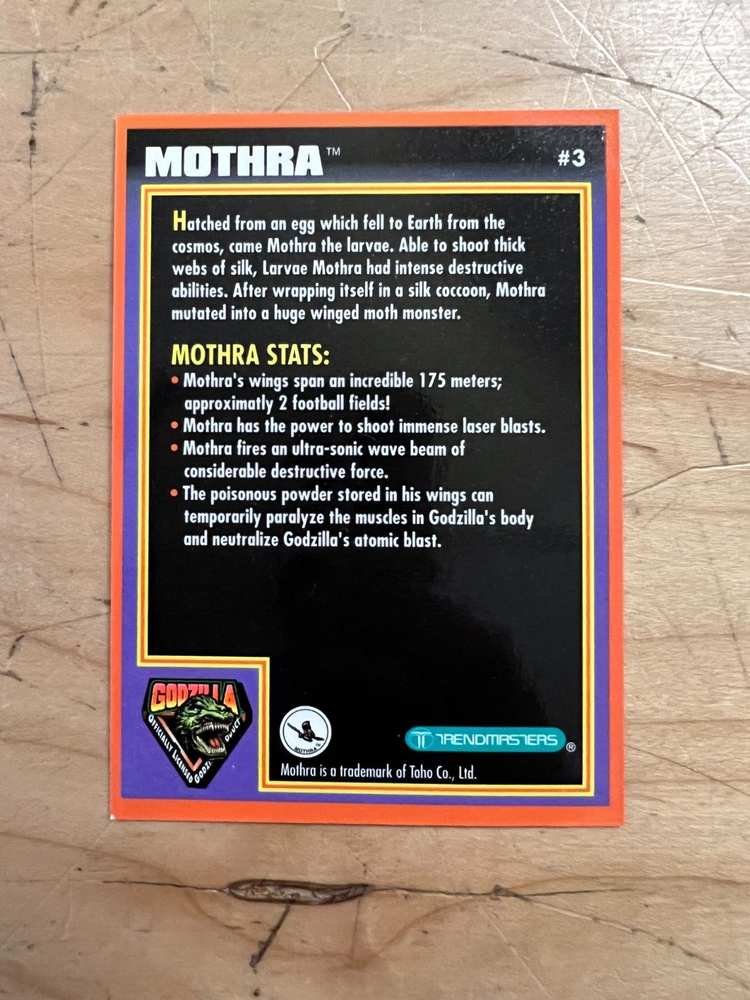 MOTHRA™ #3
Hatched from an egg which fell to Earth from the
cosmos, came Mothra the larvae. Able to shoot thick
webs of silk, Larvae Mothra had intense destructive
abilities. After wrapping itself in a silk coccoon, Mothra
mutated into a huge winged moth monster.
MOTHRA STATS:
• Mothra's wings span an incredible 175 meters;
approximatly 2 football fields!
• Mothra has the power to shoot immense laser blasts.
• Mothra fires an ultra-sonic wave beam of
considerable destructive force.
• The poisonous powder stored in his wings can
temporarily paralyze the muscles in Godzilla's body
and neutralize Godzilla's atomic blast.
GODZILLA
OFFICIALLY LICENSED
MOTHRA™
TRENDMASTERS®
Mothra is a trademark of Toho Co., Ltd.